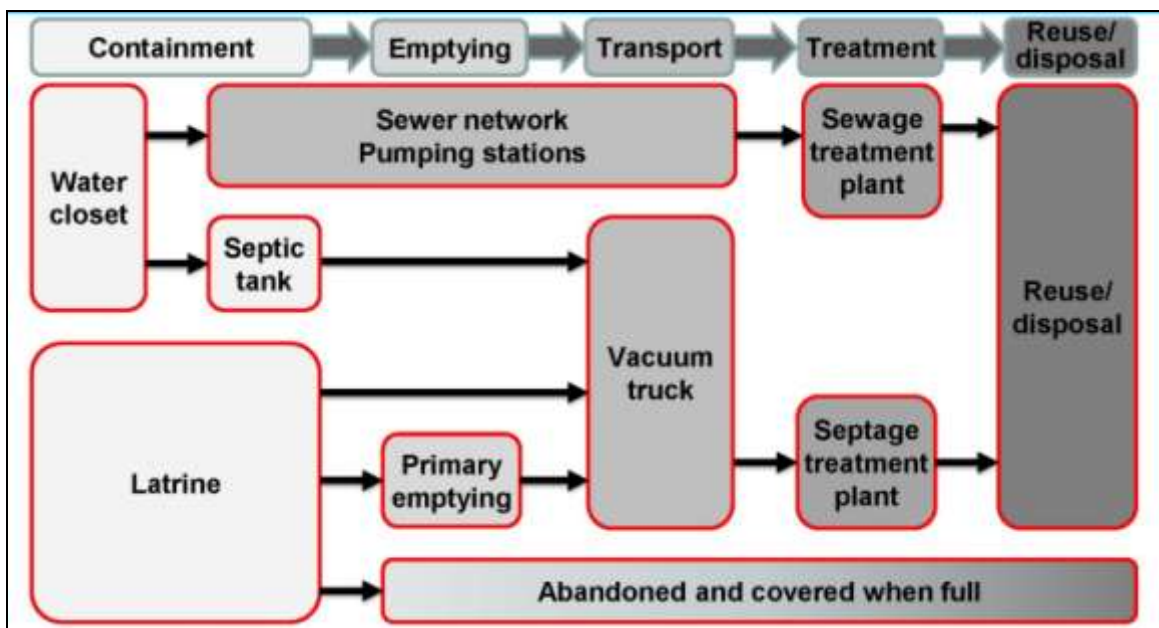 Containment
Emptying
Transport
Treatment
Reuse/
disposal
Water
closet
Sewer network
Pumping stations
Sewage
treatment
plant
Septic
tank
Vacuum
truck
Reuse/
disposal
Latrine
Primary
emptying
Septage
treatment
plant
Abandoned and covered when full